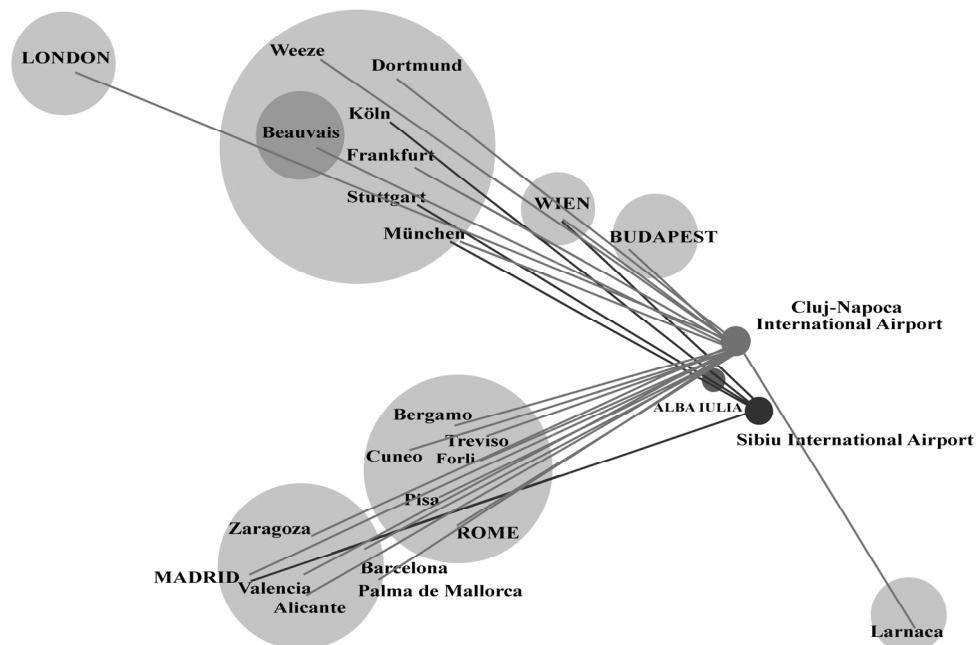 LONDON
Weeze
Dortmund
Köln
Beauvais
Frankfurt
Stuttgart
WIEN
München
BUDAPEST
Cluj-Napoca
International Airport
ALBA IULIA
Sibiu International Airport
Bergamo
Treviso
Cuneo
Forli
Pisa
Zaragoza
ROME
Barcelona
MADRID
Valencia
Palma de Mallorca
Alicante
Larnaca